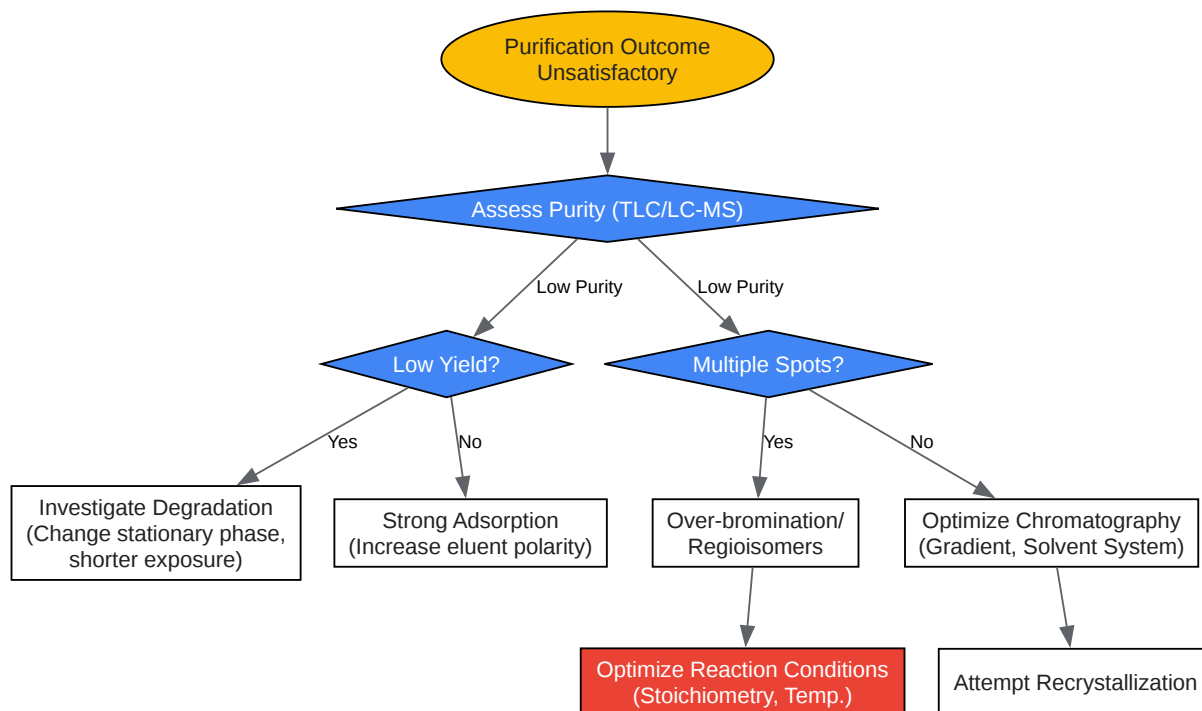 Purification Outcome
Unsatisfactory
Assess Purity (TLC/LC-MS)
Low Purity
Low Purity
Low Yield?
Multiple Spots?
Yes
No
Yes
No
Investigate Degradation
(Change stationary phase,
shorter exposure)
Strong Adsorption
(Increase eluent polarity)
Over-bromination/
Regioisomers
Optimize Chromatography
(Gradient, Solvent System)
Optimize Reaction Conditions
(Stoichiometry, Temp.)
Attempt Recrystallization